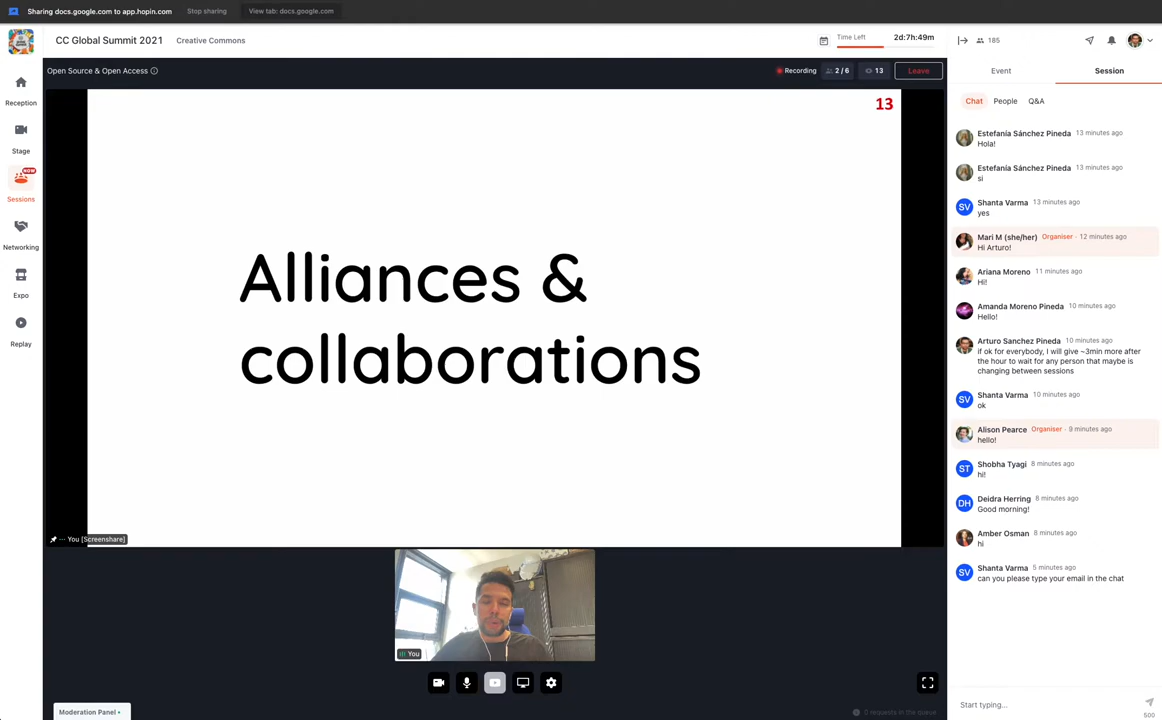 Sharing docs.google.com to app.hopin.com
Stop sharing
View tab: docs.google.com
CC Global Summit 2021
Creative Commons
Time Left
2d:7h:49m
185
Open Source & Open Access
Recording
2 / 6
13
Leave
Event
Session
Chat
People
Q&A
Reception
Stage
NOW
Sessions
Networking
Expo
Replay
13
Alliances &
collaborations
··· You [Screenshare]
You
Moderation Panel
0 requests in the queue
Estefanía Sánchez Pineda 13 minutes ago
Hola!
Estefanía Sánchez Pineda 13 minutes ago
si
Shanta Varma 13 minutes ago
SV
yes
Mari M (she/her) Organiser · 12 minutes ago
Hi Arturo!
Ariana Moreno 11 minutes ago
Hi!
Amanda Moreno Pineda 10 minutes ago
Hello!
Arturo Sanchez Pineda 10 minutes ago
if ok for everybody, I will give ~3min more after
the hour to wait for any person that maybe is
changing between sessions
Shanta Varma 10 minutes ago
SV
ok
Alison Pearce Organiser · 9 minutes ago
hello!
Shobha Tyagi 8 minutes ago
ST
hi!
Deidra Herring 8 minutes ago
DH
Good morning!
Amber Osman 8 minutes ago
hi
Shanta Varma 5 minutes ago
SV
can you please type your email in the chat
Start typing...
500